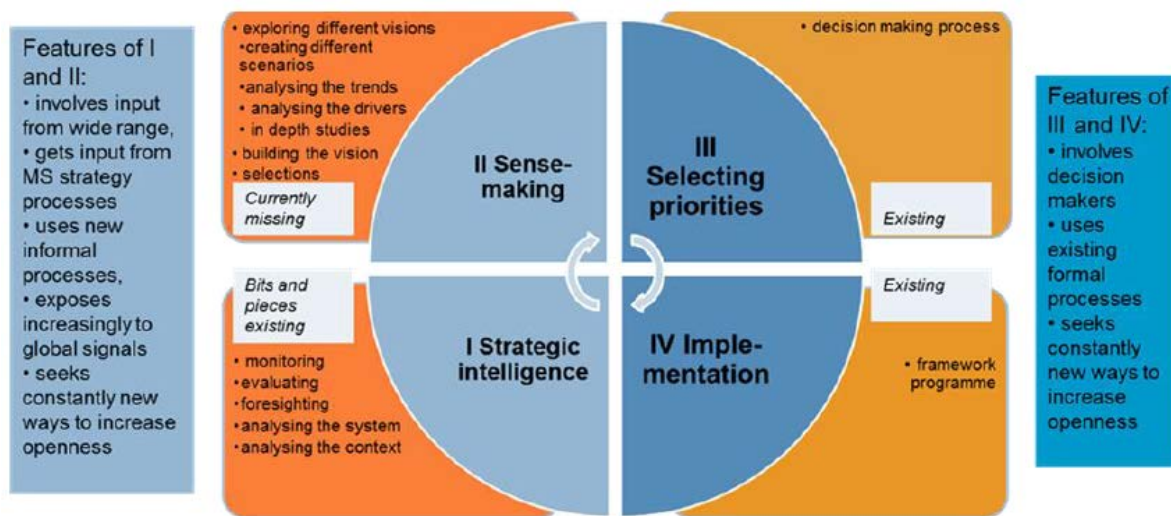 Features of I
and II:
• involves input
from wide range,
• gets input from
MS strategy
processes
• uses new
informal
processes,
• exposes
increasingly to
global signals
• seeks
constantly new
ways to increase
openness
• exploring different visions
•creating different
scenarios
•analysing the trends
• analysing the drivers
• in depth studies
• building the vision
• selections
Currently
missing
II Sense-
making
III
Selecting
priorities
• decision making process
Existing
Bits and
pieces
existing
• monitoring
•evaluating
•foresighting
• analysing the system
•analysing the context
I Strategic
intelligence
IV Imple-
mentation
Existing
• framework
programme
Features of
III and IV:
• involves
decision
makers
• uses
existing
formal
processes
• seeks
constantly
new ways to
increase
openness